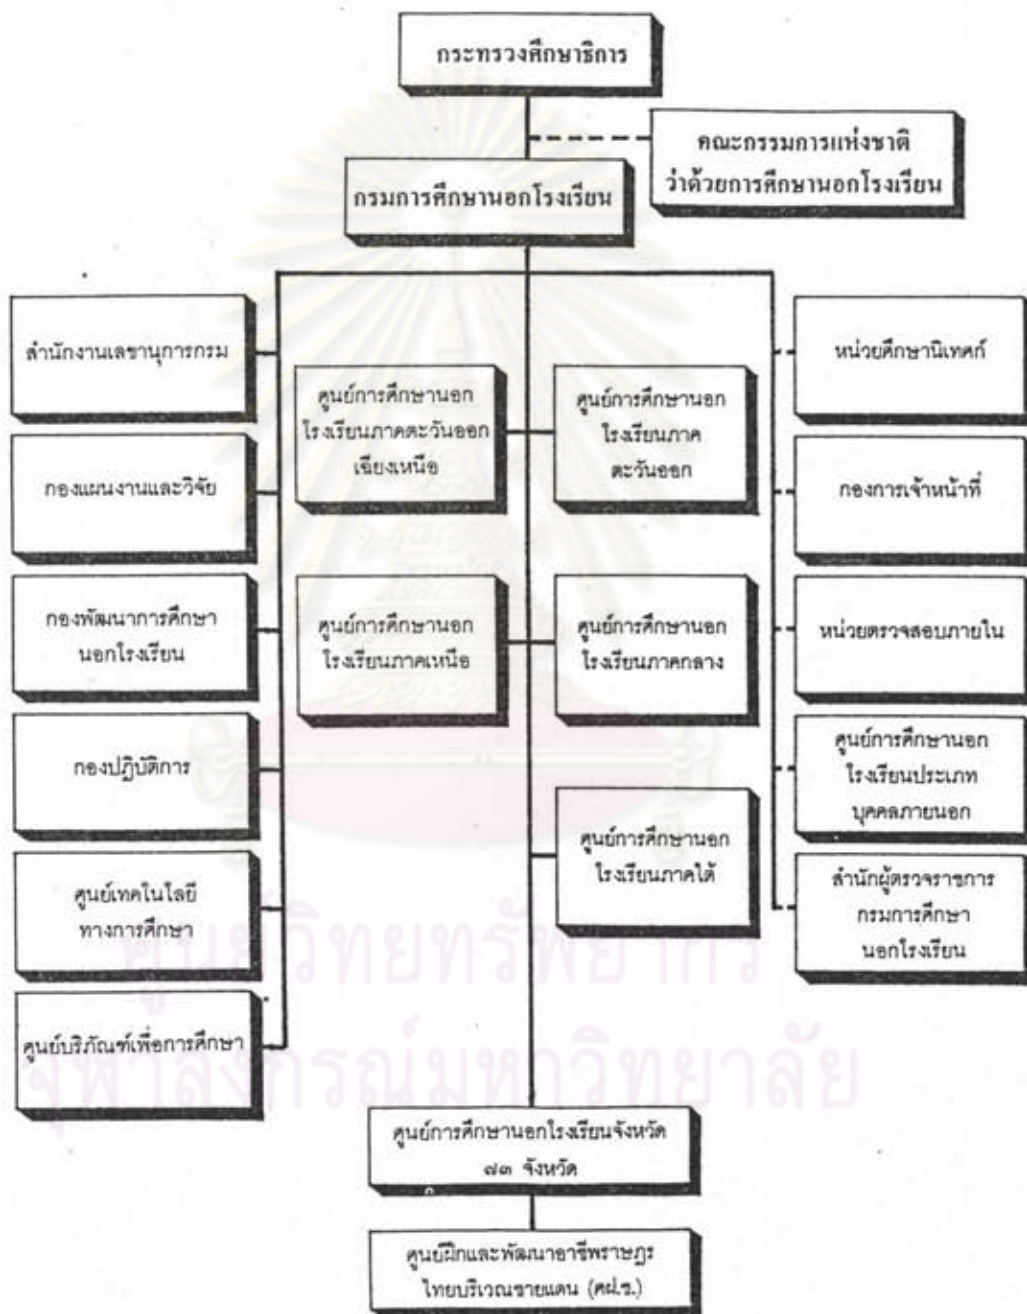 กระทรวงศึกษาธิการ
คณะกรรมการแห่งชาติ
ว่าด้วยการศึกษานอกโรงเรียน
กรมการศึกษานอกโรงเรียน
สำนักงานเลขานุการกรม
กองแผนงานและวิจัย
กองพัฒนาการศึกษา
นอกโรงเรียน
กองปฏิบัติการ
ศูนย์เทคโนโลยี
ทางการศึกษา
ศูนย์บริภัณฑ์เพื่อการศึกษา
ศูนย์การศึกษานอก
โรงเรียนภาคตะวันออก
เฉียงเหนือ
ศูนย์การศึกษานอก
โรงเรียนภาค
ตะวันออก
ศูนย์การศึกษานอก
โรงเรียนภาคเหนือ
ศูนย์การศึกษานอก
โรงเรียนภาคกลาง
ศูนย์การศึกษานอก
โรงเรียนภาคใต้
หน่วยศึกษานิเทศก์
กองการเจ้าหน้าที่
หน่วยตรวจสอบภายใน
ศูนย์การศึกษานอก
โรงเรียนประเภท
บุคคลภายนอก
สำนักผู้ตรวจราชการ
กรมการศึกษา
นอกโรงเรียน
ศูนย์วิทยทรัพยากร
จุฬาลงกรณ์มหาวิทยาลัย
ศูนย์การศึกษานอกโรงเรียนจังหวัด
๗๓ จังหวัด
ศูนย์ฝึกและพัฒนาอาชีพราษฎร
ไทยบริเวณชายแดน (ศฝ.ช.)